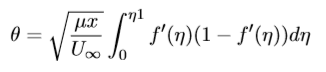 θ = √(μx / U∞) ∫₀^η1 f′(η)(1 − f′(η))dη